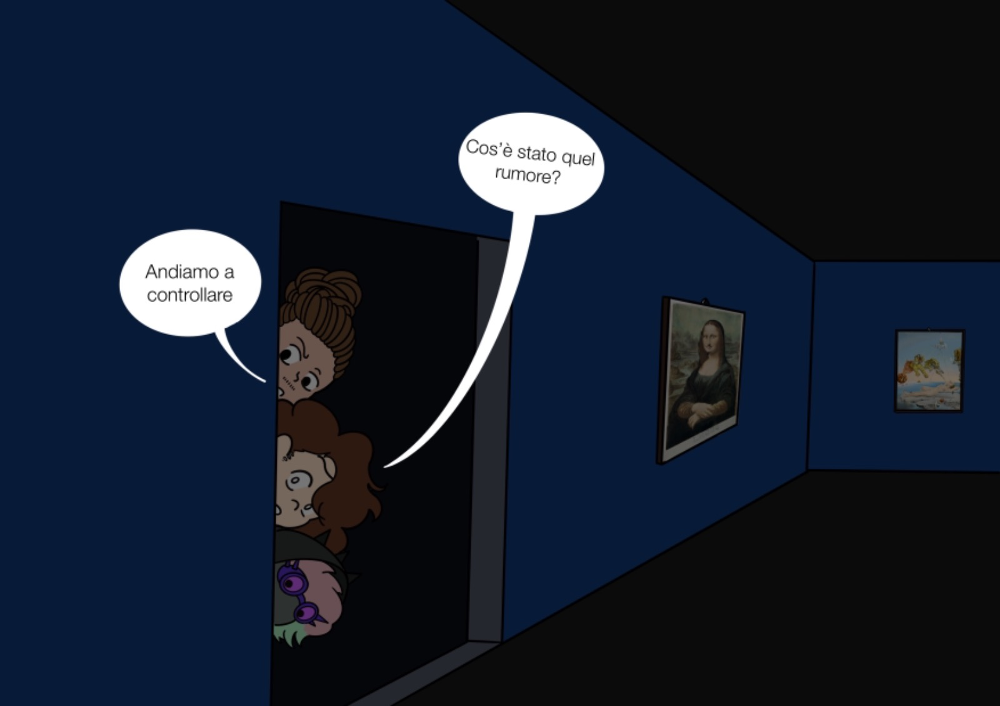 Cos'è stato quel
rumore?
Andiamo a
controllare